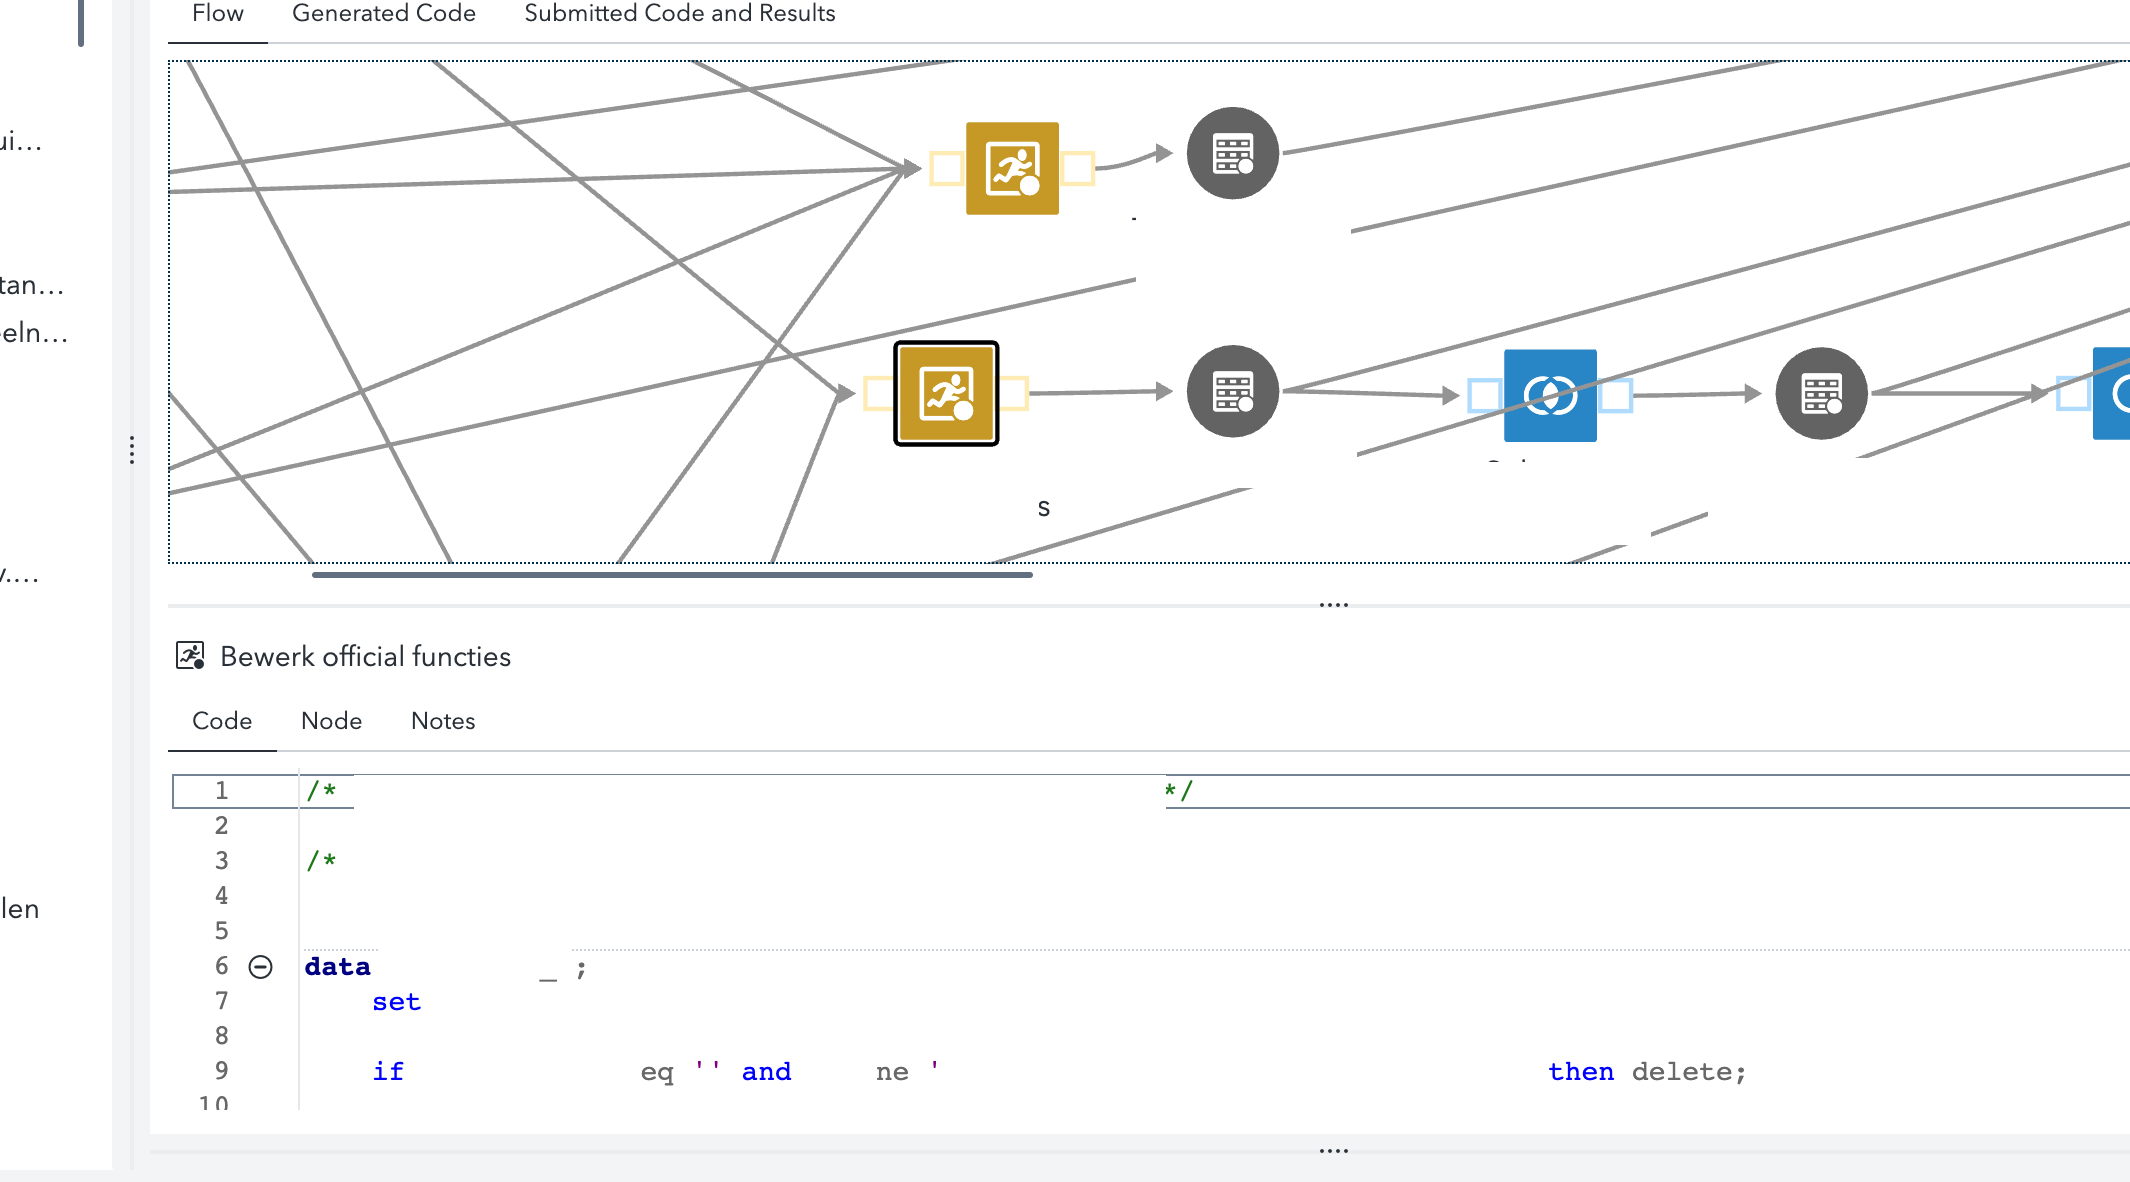 Flow Generated Code Submitted Code and Results
ui...
tan...
eln...
s
v....
Bewerk official functies
Code Node Notes
len
1 /* */
2
3 /*
4
5
6 data _ ;
7 set
8
9 if eq '' and ne ' then delete;
10